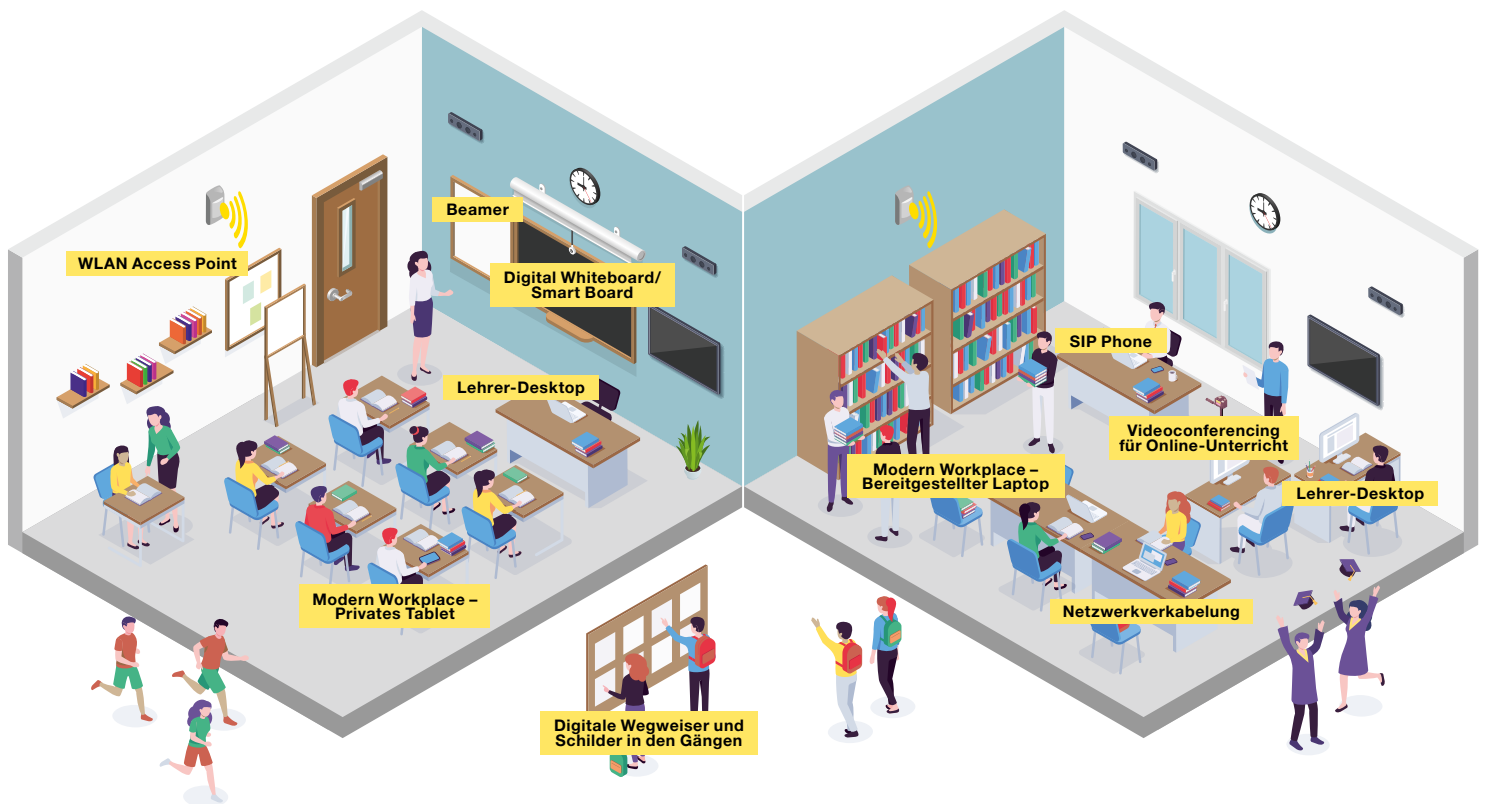 Beamer
WLAN Access Point
Digital Whiteboard/
Smart Board
Lehrer-Desktop
Modern Workplace –
Privates Tablet
Digitale Wegweiser und
Schilder in den Gängen
SIP Phone
Videoconferencing
für Online-Unterricht
Modern Workplace –
Bereitgestellter Laptop
Lehrer-Desktop
Netzwerkverkabelung